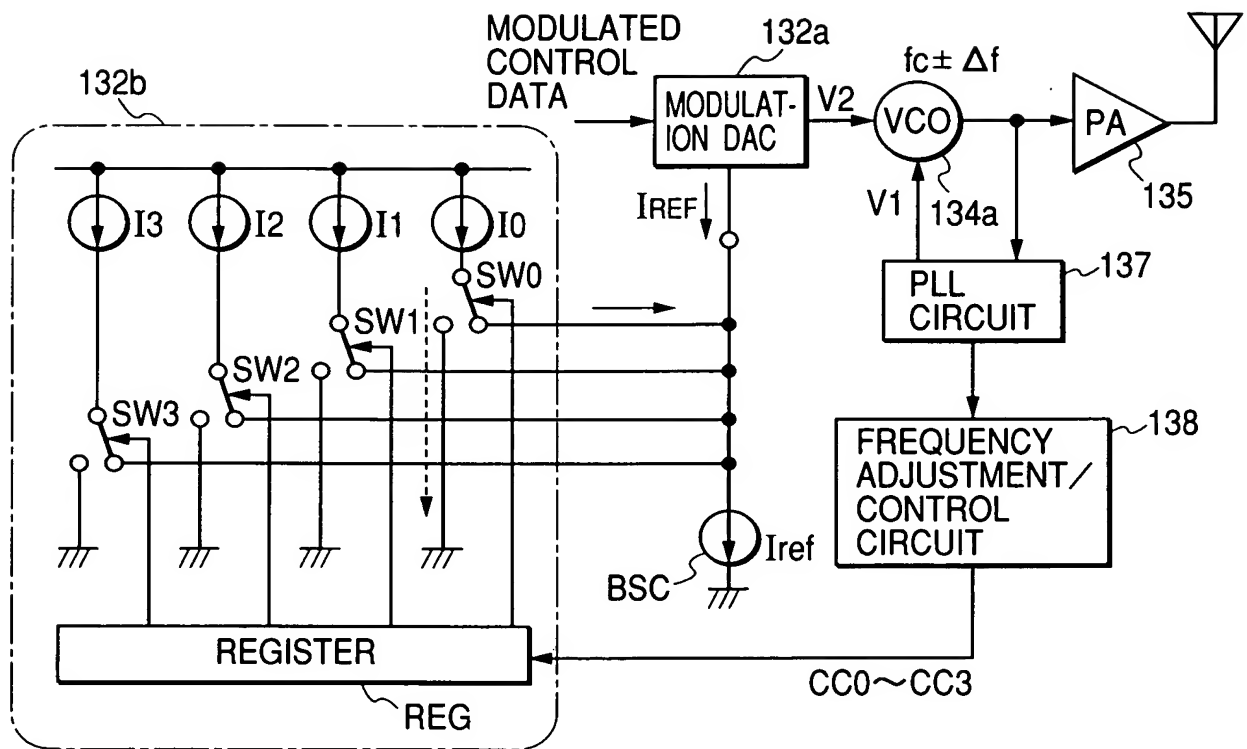 MODULATED
CONTROL
DATA
132a
fc± Δf
132b
MODULAT-
ION DAC
V2
VCO
PA
135
134a
V1
IREF
I3
I2
I1
I0
SW0
SW1
SW2
SW3
137
PLL
CIRCUIT
138
FREQUENCY
ADJUSTMENT/
CONTROL
CIRCUIT
Iref
BSC
REGISTER
REG
CC0~CC3